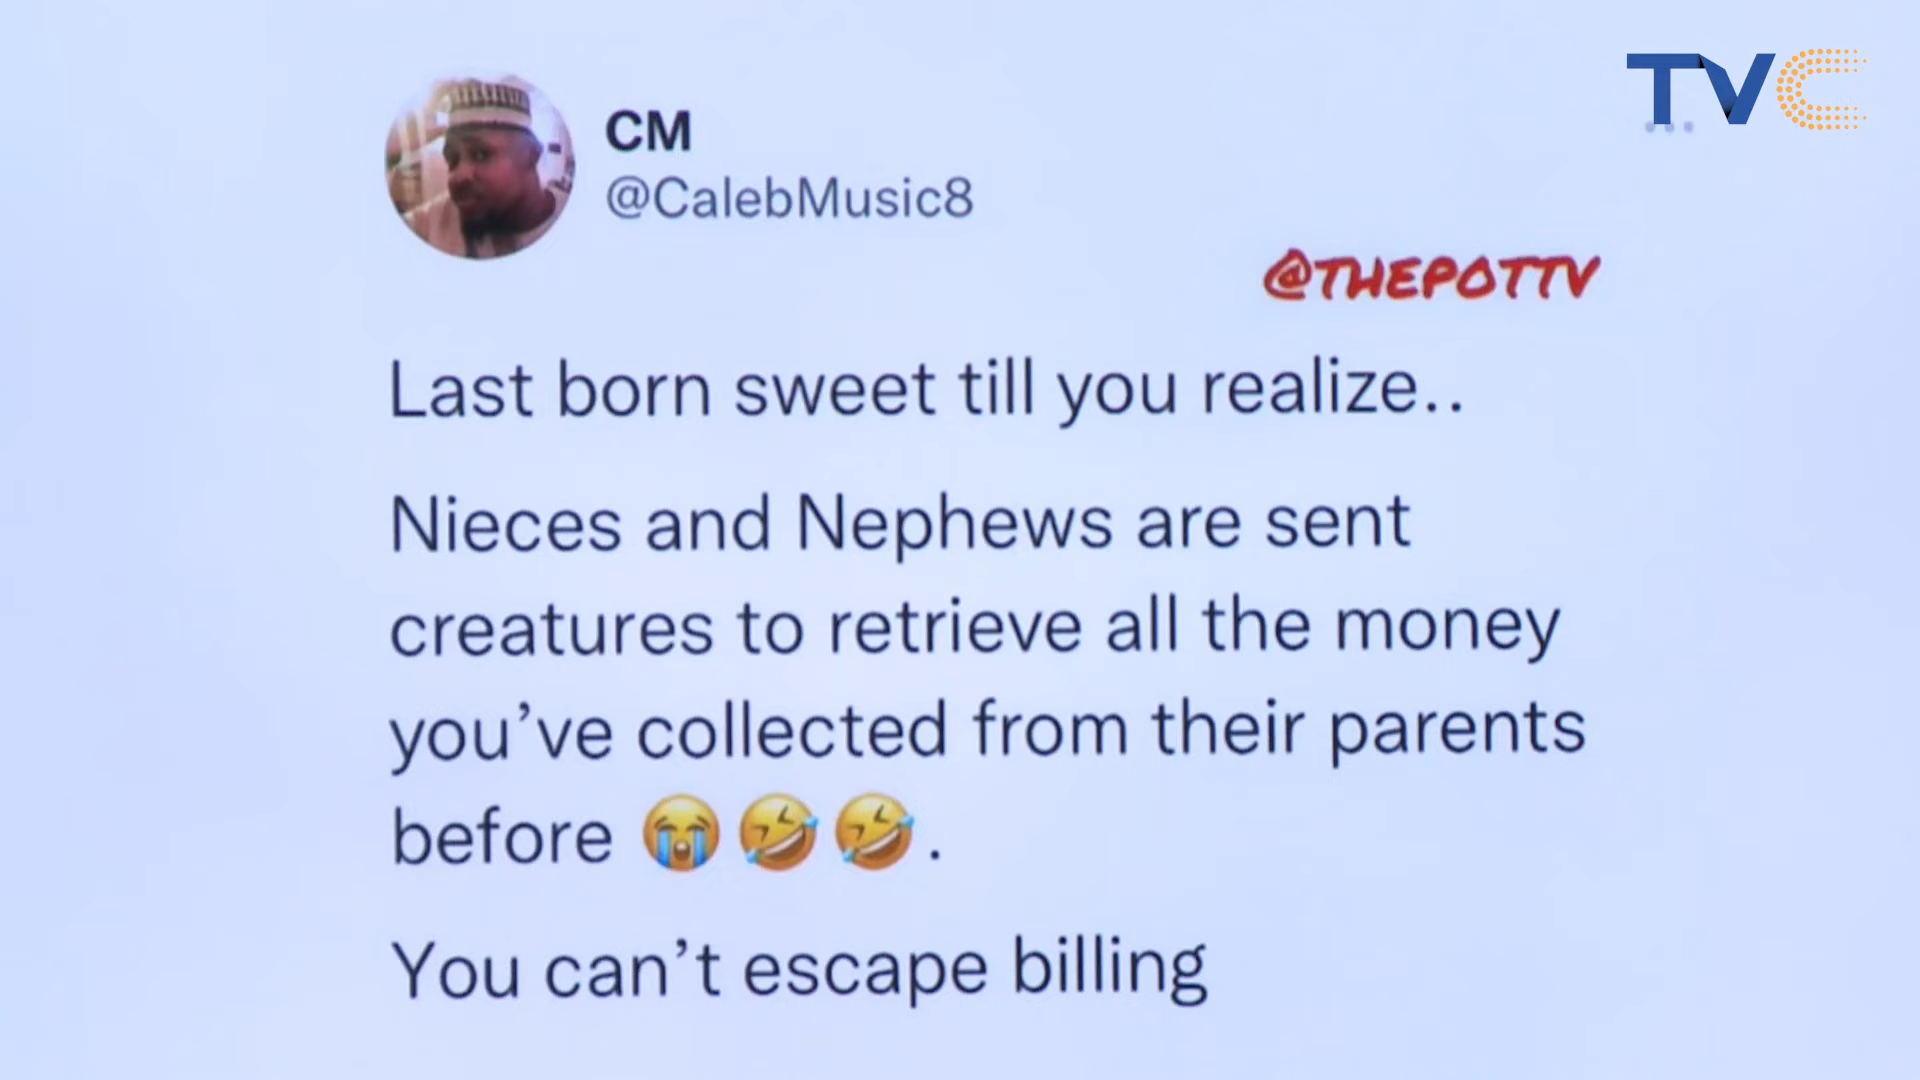 TVC
CM
@CalebMusic8
@THEPOTTV
Last born sweet till you realize..
Nieces and Nephews are sent
creatures to retrieve all the money
you’ve collected from their parents
before 😭🤣🤣.
You can’t escape billing